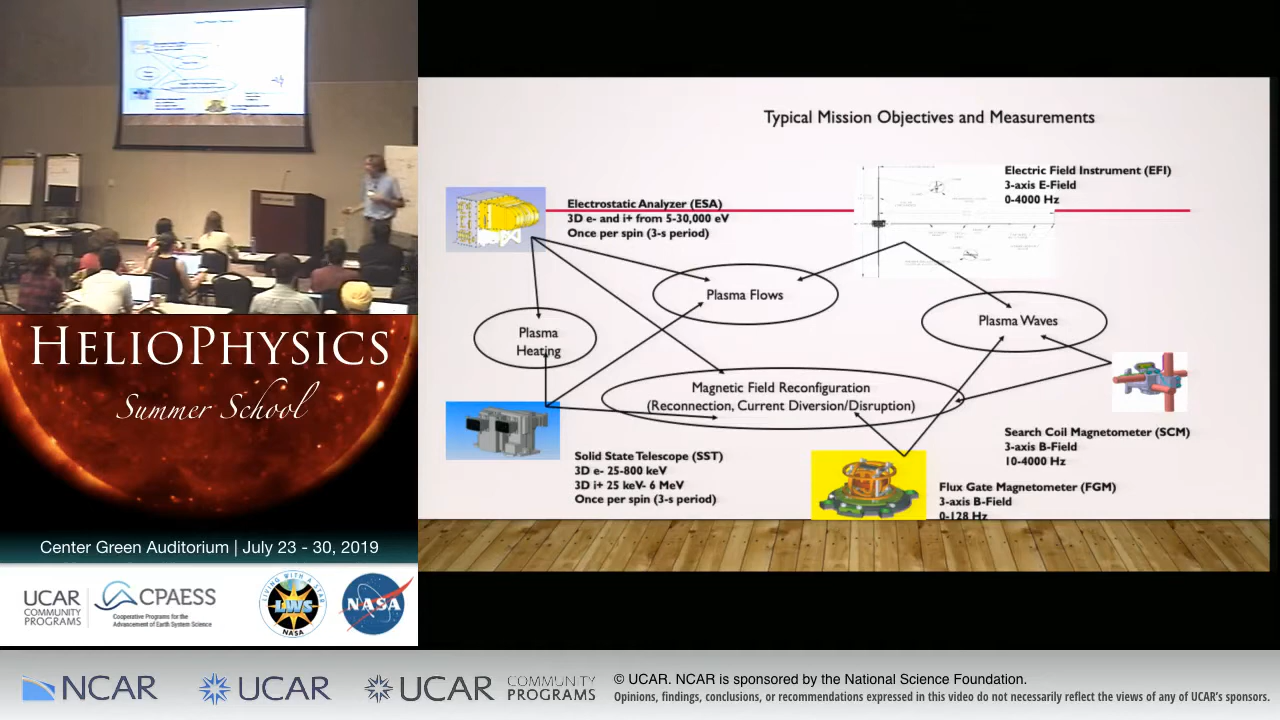 Typical Mission Objectives and Measurements
Electrostatic Analyzer (ESA)
3D e- and i+ from 5-30,000 eV
Once per spin (3-s period)
Electric Field Instrument (EFI)
3-axis E-Field
0-4000 Hz
Plasma Flows
Plasma Waves
Plasma
Heating
Magnetic Field Reconfiguration
(Reconnection, Current Diversion/Disruption)
Solid State Telescope (SST)
3D e- 25-800 keV
3D i+ 25 keV- 6 MeV
Once per spin (3-s period)
Search Coil Magnetometer (SCM)
3-axis B-Field
10-4000 Hz
Flux Gate Magnetometer (FGM)
3-axis B-Field
0-128 Hz
HELIOPHYSICS
Summer School
Center Green Auditorium | July 23 - 30, 2019
UCAR
COMMUNITY
PROGRAMS
CPAESS
Cooperative Programs for the
Advancement of Earth System Science
LIVING WITH A STAR
LWS
NASA
NASA
NCAR
UCAR
UCAR
COMMUNITY
PROGRAMS
© UCAR. NCAR is sponsored by the National Science Foundation.
Opinions, findings, conclusions, or recommendations expressed in this video do not necessarily reflect the views of any of UCAR's sponsors.